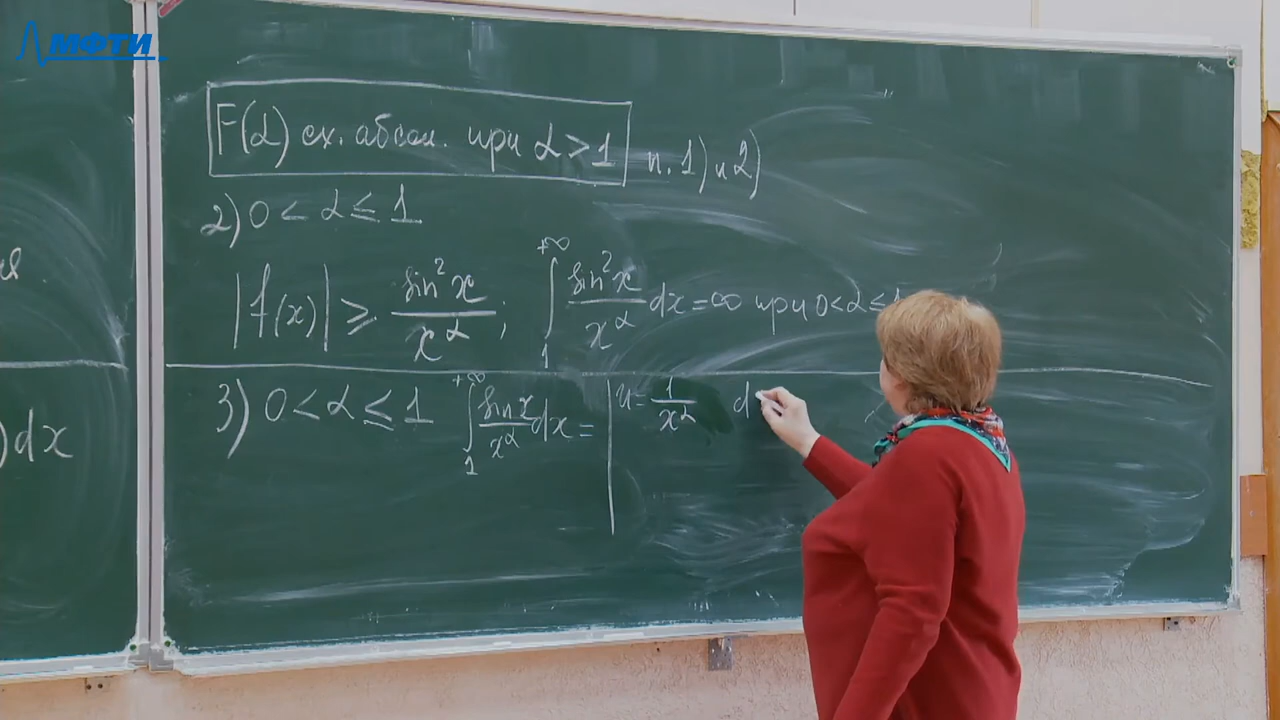 МФТИ
F(α) сх. абсол. при α > 1 п. 1) и 2)
2) 0 < α ≤ 1
|f(x)| ≥ sin²x / x^α ; ∫₁^{+∞} sin²x / x^α dx = ∞ при 0 < α ≤ 1
3) 0 < α ≤ 1 ∫₁^{+∞} sin x / x^α dx = | u = 1 / x^α d
)dx